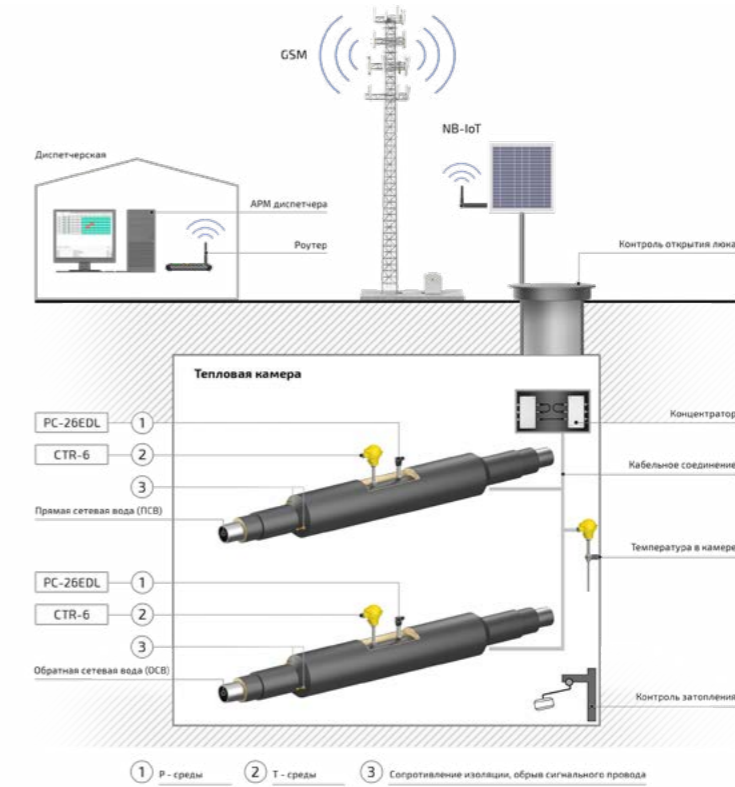 GSM
NB-IoT
Диспетчерская
АРМ диспетчера
Роутер
Контроль открытия люка
Тепловая камера
PC-26EDL
1
Концентратор
CTR-6
2
Кабельное соединение
3
Прямая сетевая вода (ПСВ)
Температура в камере
PC-26EDL
1
CTR-6
2
3
Обратная сетевая вода (ОСВ)
Контроль затопления
1 P - среды
2 T - среды
3 Сопротивление изоляции, обрыв сигнального провода